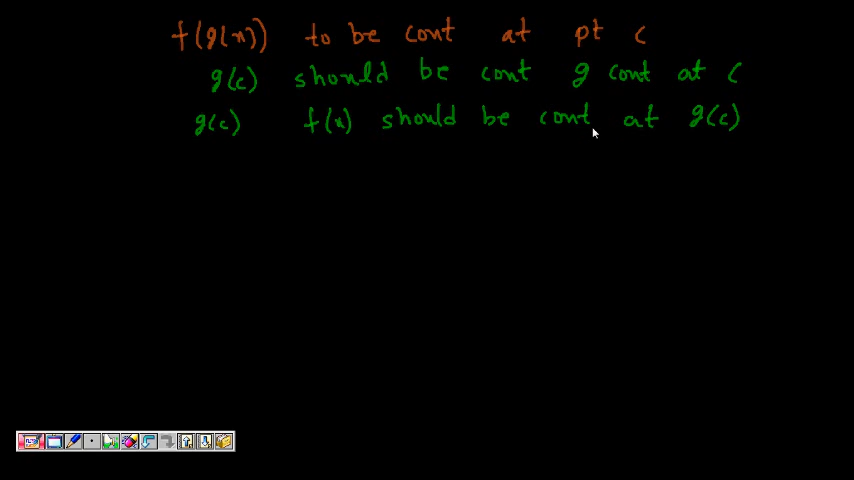 f(g(x)) to be cont at pt c
g(c) should be cont g cont at c
g(c) f(x) should be cont at g(c)